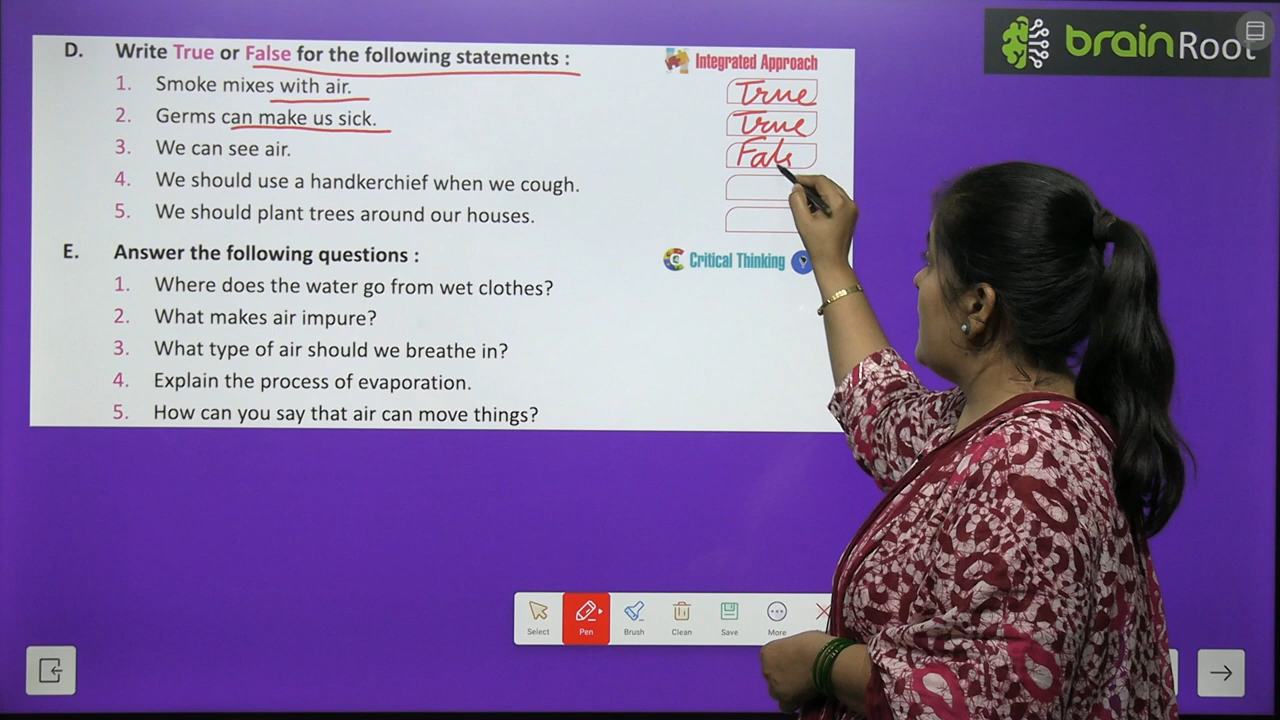 brainRoot
D. Write True or False for the following statements :
Integrated Approach
1. Smoke mixes with air. True
2. Germs can make us sick. True
3. We can see air. Fals
4. We should use a handkerchief when we cough.
5. We should plant trees around our houses.
E. Answer the following questions :
Critical Thinking
1. Where does the water go from wet clothes?
2. What makes air impure?
3. What type of air should we breathe in?
4. Explain the process of evaporation.
5. How can you say that air can move things?
Select Pen Brush Clean Save More